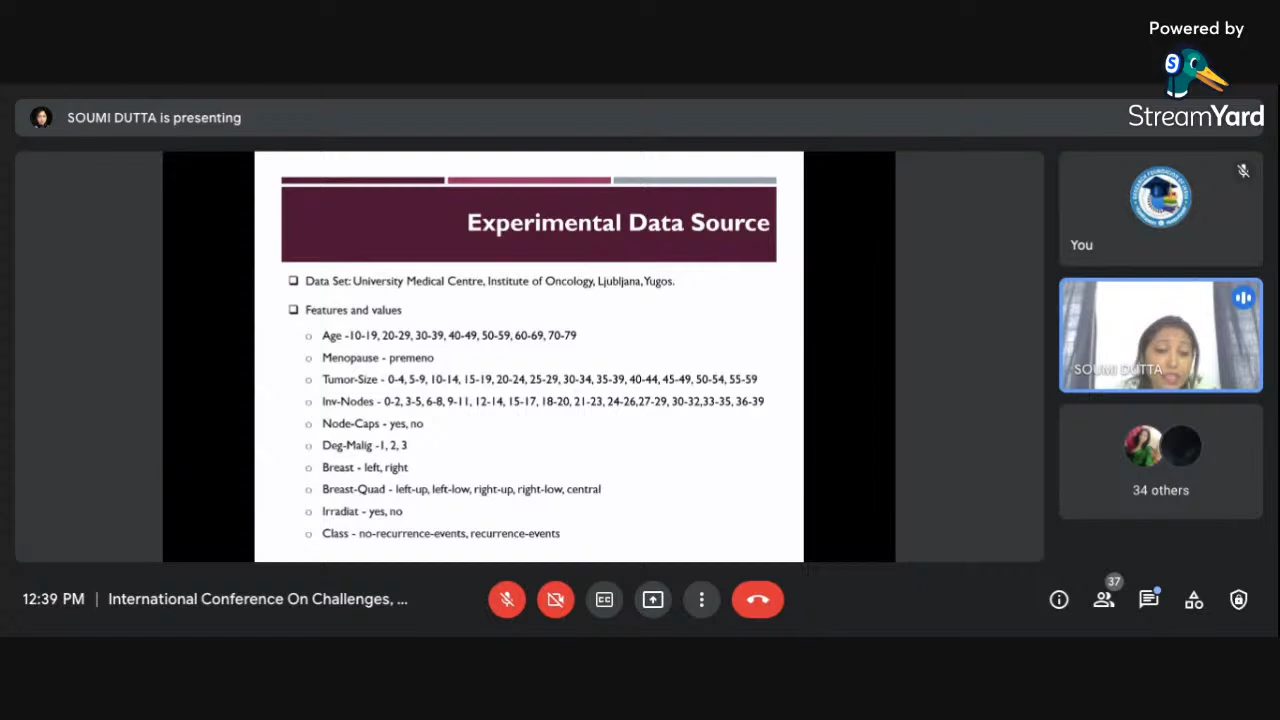 Powered by
StreamYard
SOUMI DUTTA is presenting
Experimental Data Source
Data Set: University Medical Centre, Institute of Oncology, Ljubljana, Yugos.
Features and values
Age -10-19, 20-29, 30-39, 40-49, 50-59, 60-69, 70-79
Menopause - premeno
Tumor-Size - 0-4, 5-9, 10-14, 15-19, 20-24, 25-29, 30-34, 35-39, 40-44, 45-49, 50-54, 55-59
Inv-Nodes - 0-2, 3-5, 6-8, 9-11, 12-14, 15-17, 18-20, 21-23, 24-26,27-29, 30-32,33-35, 36-39
Node-Caps - yes, no
Deg-Malig -1, 2, 3
Breast - left, right
Breast-Quad - left-up, left-low, right-up, right-low, central
Irradiat - yes, no
Class - no-recurrence-events, recurrence-events
You
SOUMI DUTTA
34 others
12:39 PM | International Conference On Challenges, ...
CC
37